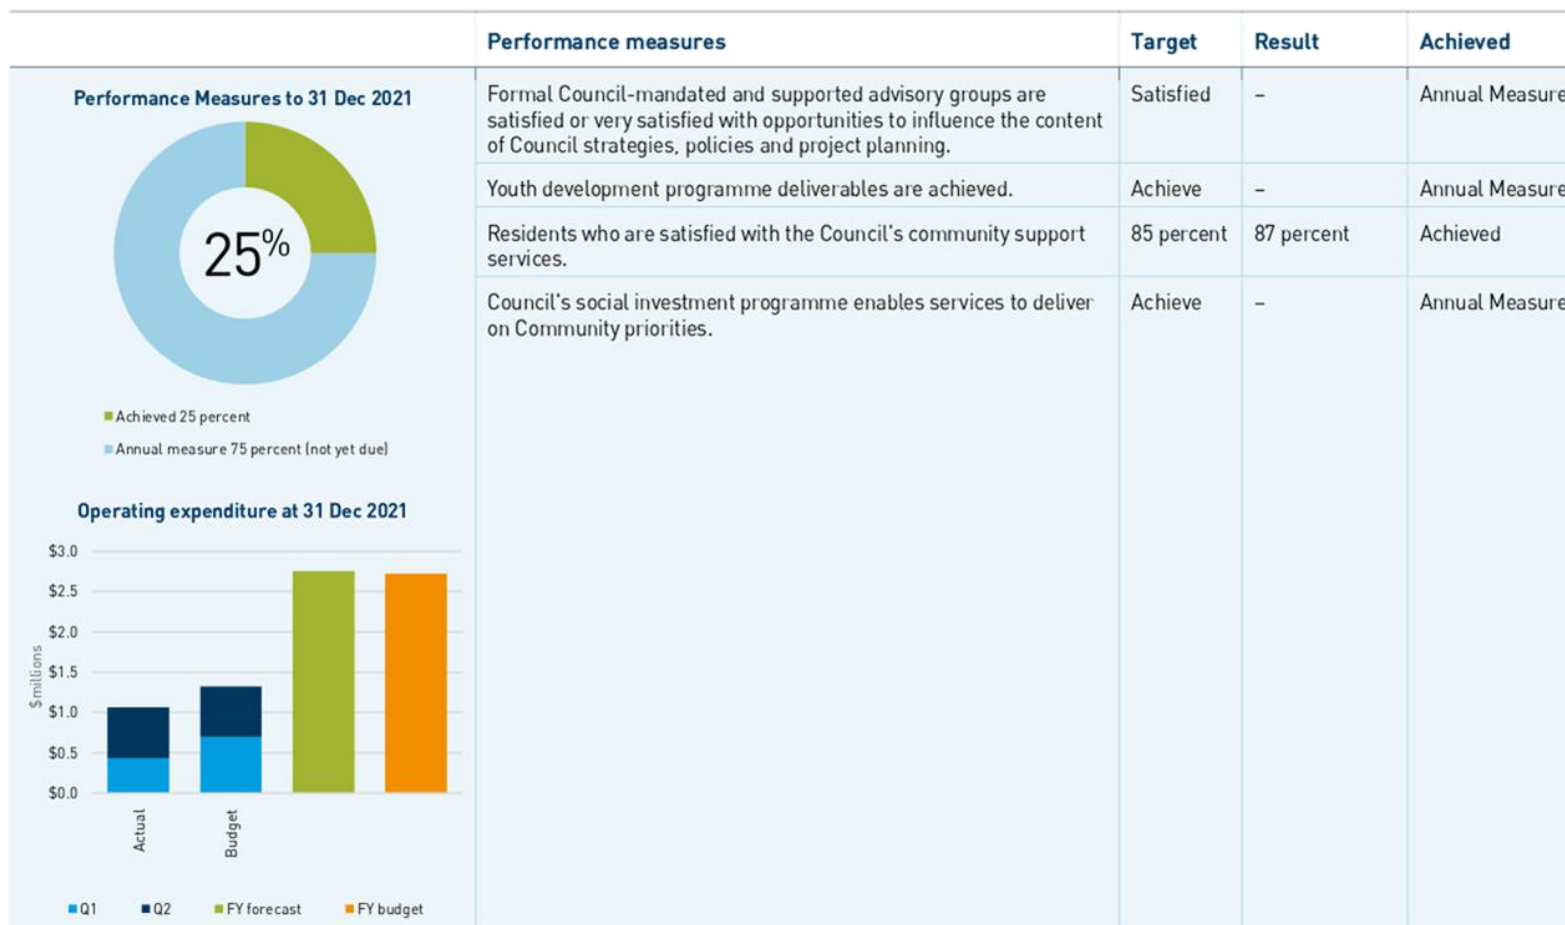 Performance measures Target Result Achieved
Performance Measures to 31 Dec 2021
25%
Achieved 25 percent
Annual measure 75 percent (not yet due)
Operating expenditure at 31 Dec 2021
$3.0
$2.5
$2.0
$1.5
$1.0
$0.5
$0.0
$millions
Actual
Budget
Q1 Q2 FY forecast FY budget
Formal Council-mandated and supported advisory groups are Satisfied – Annual Measure
satisfied or very satisfied with opportunities to influence the content
of Council strategies, policies and project planning.
Youth development programme deliverables are achieved. Achieve – Annual Measure
Residents who are satisfied with the Council's community support 85 percent 87 percent Achieved
services.
Council's social investment programme enables services to deliver Achieve – Annual Measure
on Community priorities.